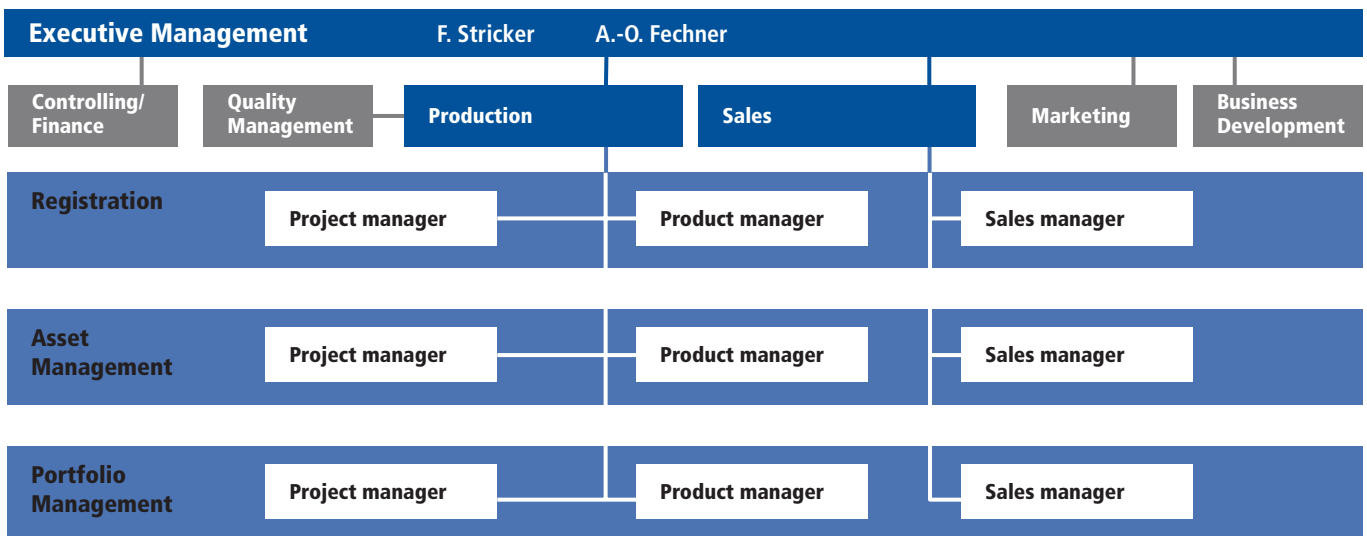 Executive Management F. Stricker A.-O. Fechner
Controlling/
Finance
Quality
Management
Production
Sales
Marketing
Business
Development
Registration
Project manager
Product manager
Sales manager
Asset
Management
Project manager
Product manager
Sales manager
Portfolio
Management
Project manager
Product manager
Sales manager